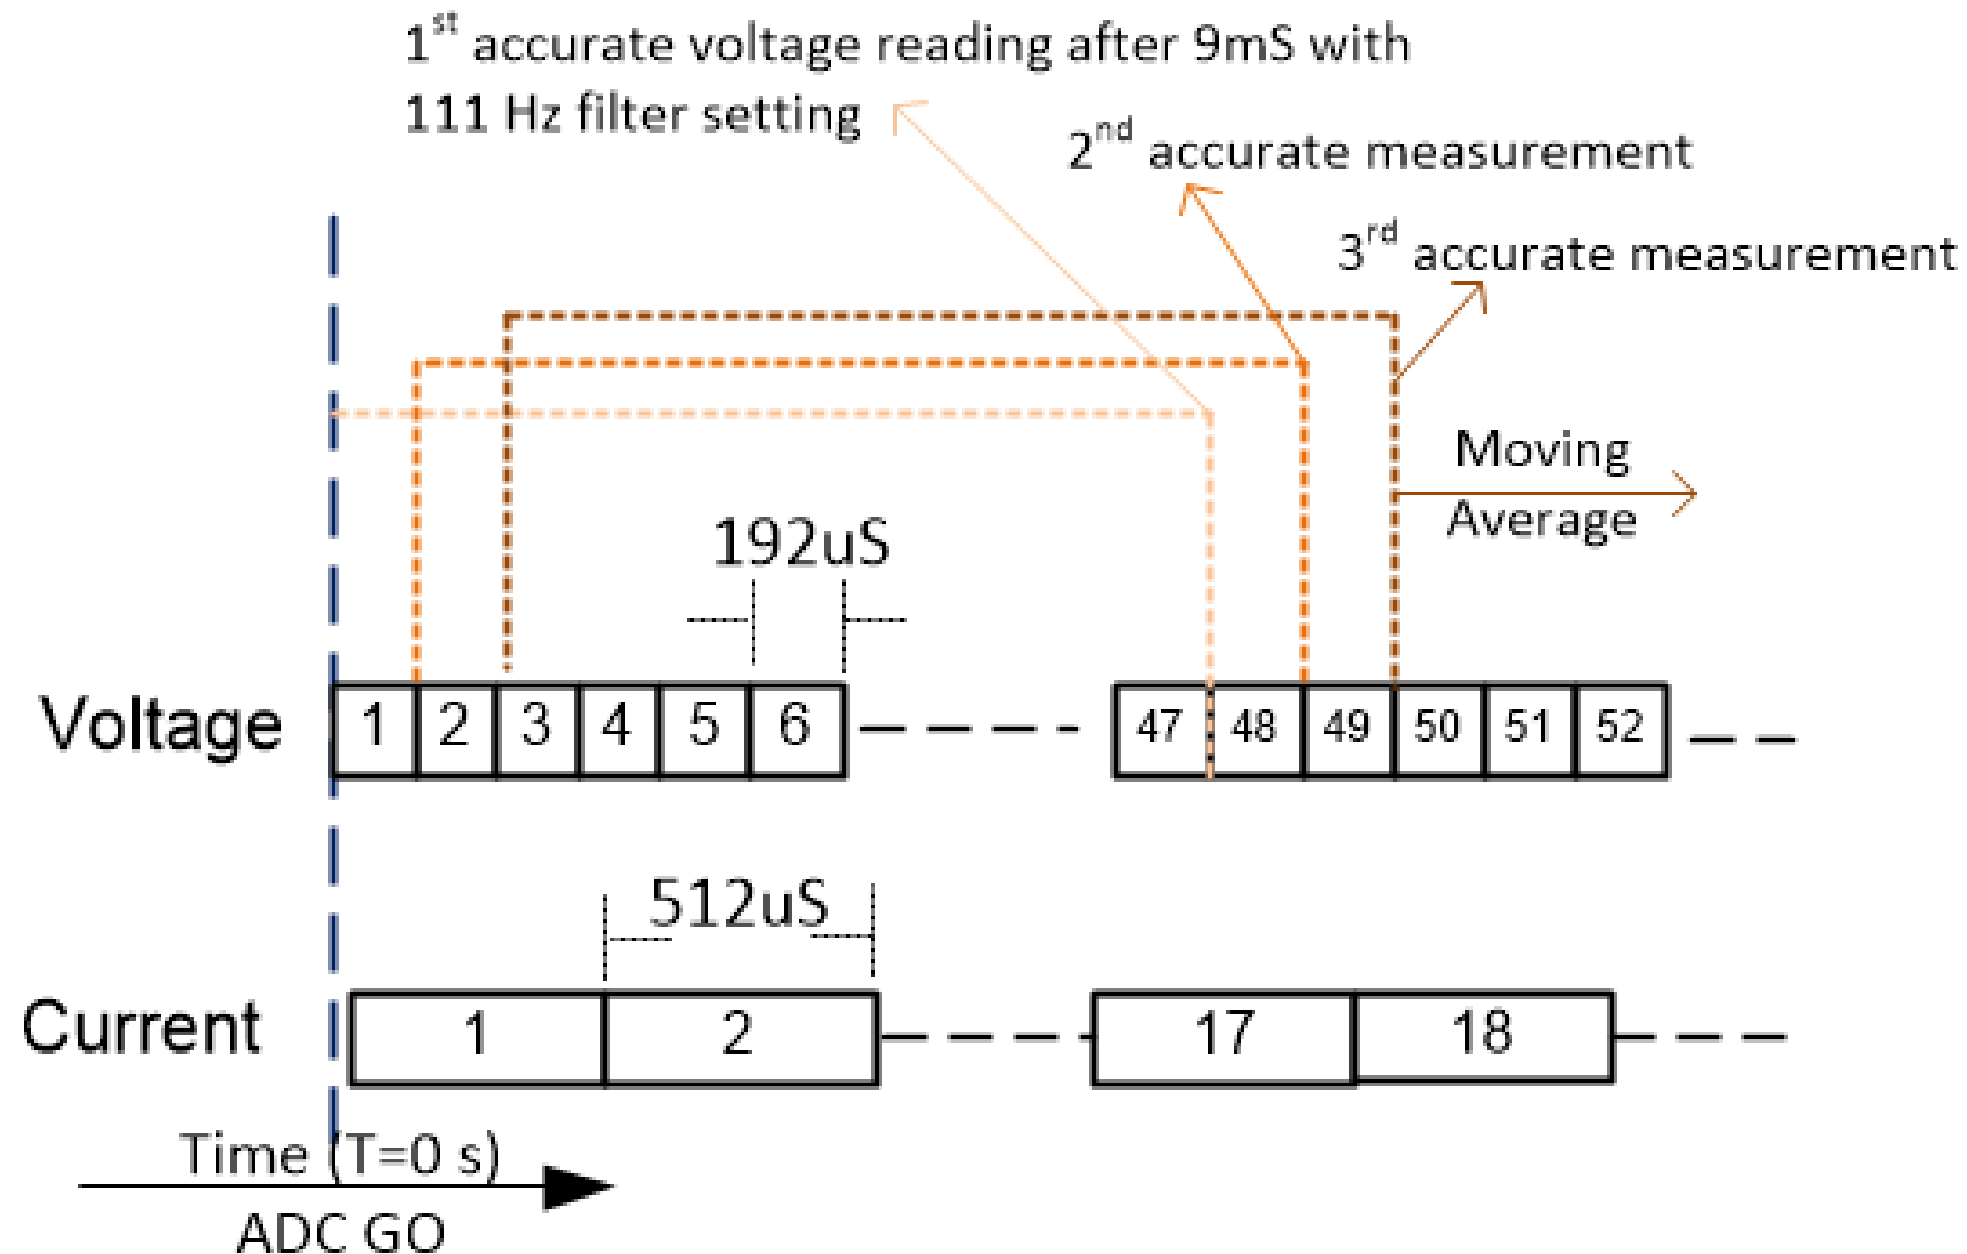 1st accurate voltage reading after 9mS with
111 Hz filter setting
2nd accurate measurement
3rd accurate measurement
Moving
Average
192uS
Voltage 1 2 3 4 5 6 47 48 49 50 51 52
512uS
Current 1 2 17 18
Time (T=0 s)
ADC GO